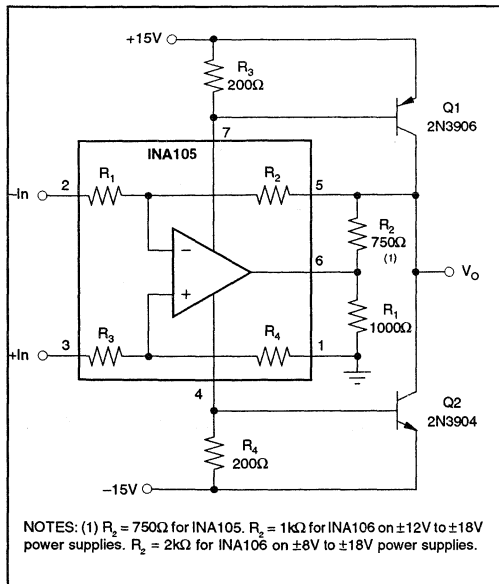 +15V
R3
200Ω
Q1
2N3906
7
INA105
–In
2
R1
R2
5
R2
750Ω
(1)
–
6
VO
+
R1
1000Ω
+In
3
R3
R4
1
4
Q2
2N3904
R4
200Ω
–15V
NOTES: (1) R2 = 750Ω for INA105. R2 = 1kΩ for INA106 on ±12V to ±18V
power supplies. R2 = 2kΩ for INA106 on ±8V to ±18V power supplies.